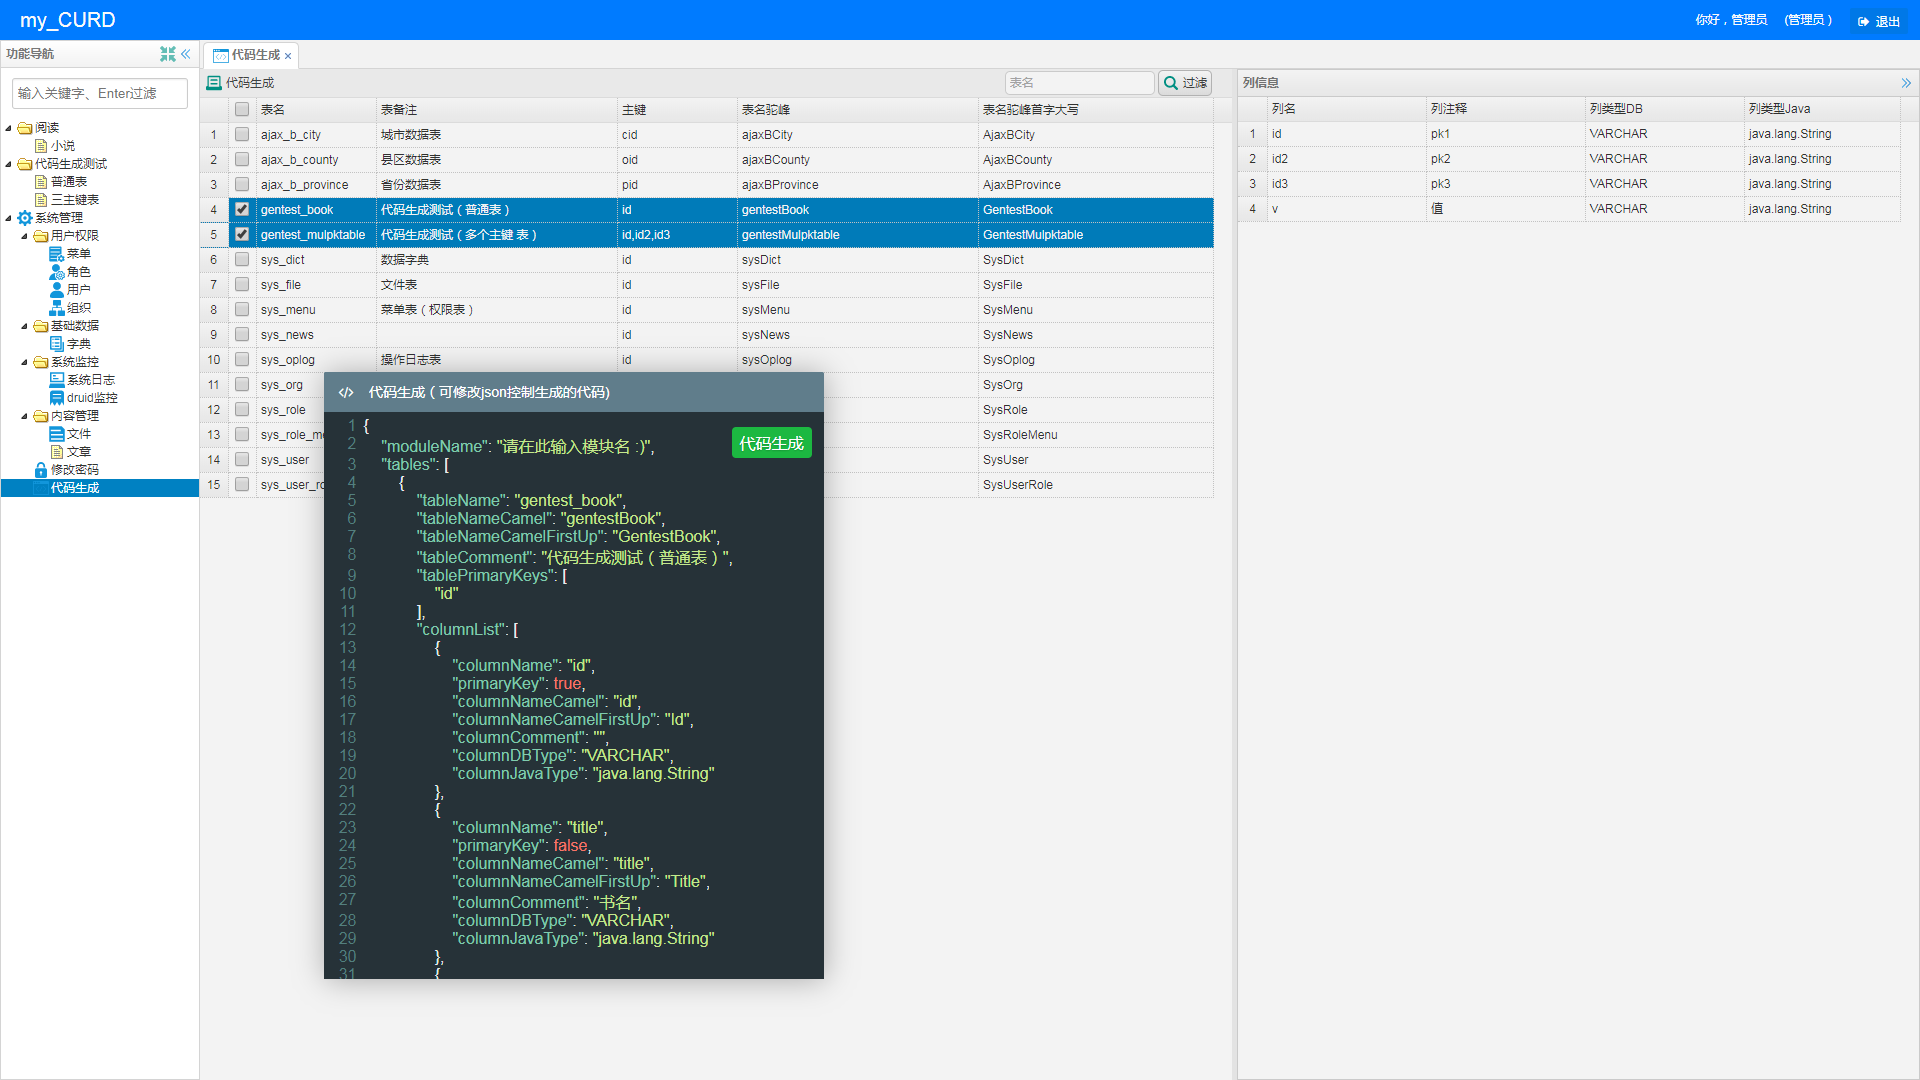 my_CURD
你好，管理员 (管理员) 退出
功能导航
输入关键字、Enter过滤
阅读
小说
代码生成测试
普通表
三主键表
系统管理
用户权限
菜单
角色
用户
组织
基础数据
字典
系统监控
系统日志
druid监控
内容管理
文件
文章
修改密码
代码生成
代码生成
代码生成
表名 过滤
表名 表备注 主键 表名驼峰 表名驼峰首字大写
1 ajax_b_city 城市数据表 cid ajaxBCity AjaxBCity
2 ajax_b_county 县区数据表 oid ajaxBCounty AjaxBCounty
3 ajax_b_province 省份数据表 pid ajaxBProvince AjaxBProvince
4 gentest_book 代码生成测试（普通表） id gentestBook GentestBook
5 gentest_mulpktable 代码生成测试（多个主键 表） id,id2,id3 gentestMulpktable GentestMulpktable
6 sys_dict 数据字典 id sysDict SysDict
7 sys_file 文件表 id sysFile SysFile
8 sys_menu 菜单表（权限表） id sysMenu SysMenu
9 sys_news id sysNews SysNews
10 sys_oplog 操作日志表 id sysOplog SysOplog
11 sys_org SysOrg
12 sys_role SysRole
13 sys_role_m SysRoleMenu
14 sys_user SysUser
15 sys_user_r SysUserRole
代码生成（可修改json控制生成的代码)
代码生成
1 {
2 "moduleName": "请在此输入模块名 :)",
3 "tables": [
4 {
5 "tableName": "gentest_book",
6 "tableNameCamel": "gentestBook",
7 "tableNameCamelFirstUp": "GentestBook",
8 "tableComment": "代码生成测试（普通表）",
9 "tablePrimaryKeys": [
10 "id"
11 ],
12 "columnList": [
13 {
14 "columnName": "id",
15 "primaryKey": true,
16 "columnNameCamel": "id",
17 "columnNameCamelFirstUp": "Id",
18 "columnComment": "",
19 "columnDBType": "VARCHAR",
20 "columnJavaType": "java.lang.String"
21 },
22 {
23 "columnName": "title",
24 "primaryKey": false,
25 "columnNameCamel": "title",
26 "columnNameCamelFirstUp": "Title",
27 "columnComment": "书名",
28 "columnDBType": "VARCHAR",
29 "columnJavaType": "java.lang.String"
30 },
31 {
列信息
列名 列注释 列类型DB 列类型Java
1 id pk1 VARCHAR java.lang.String
2 id2 pk2 VARCHAR java.lang.String
3 id3 pk3 VARCHAR java.lang.String
4 v 值 VARCHAR java.lang.String